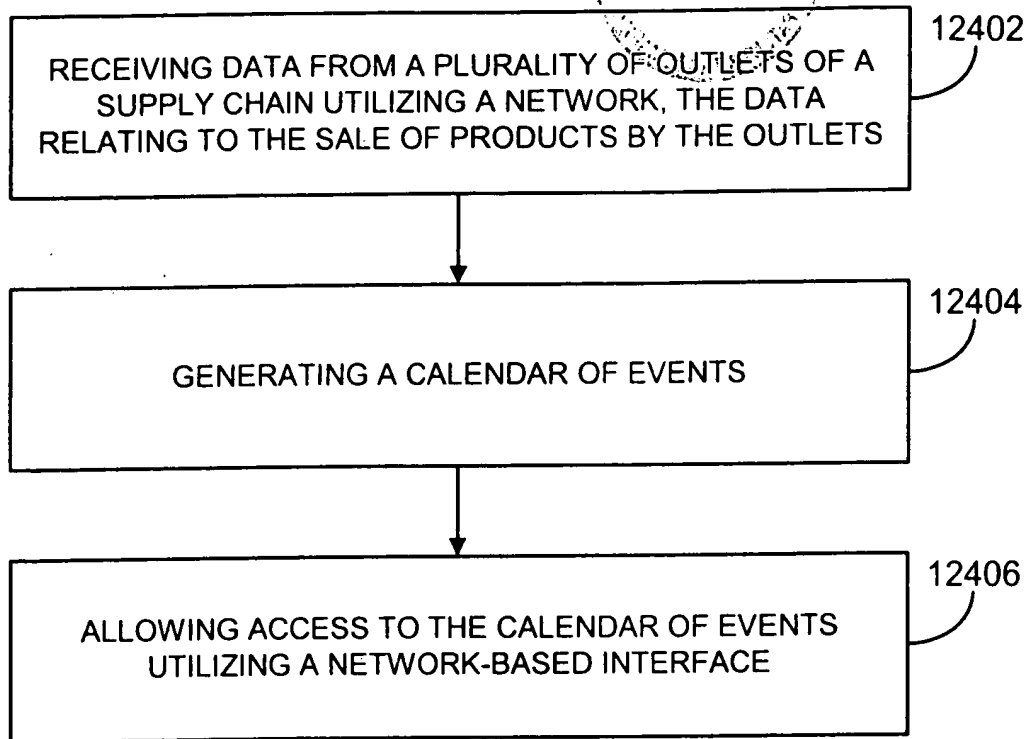 RECEIVING DATA FROM A PLURALITY OF OUTLETS OF A
SUPPLY CHAIN UTILIZING A NETWORK, THE DATA
RELATING TO THE SALE OF PRODUCTS BY THE OUTLETS
12402
GENERATING A CALENDAR OF EVENTS
12404
ALLOWING ACCESS TO THE CALENDAR OF EVENTS
UTILIZING A NETWORK-BASED INTERFACE
12406